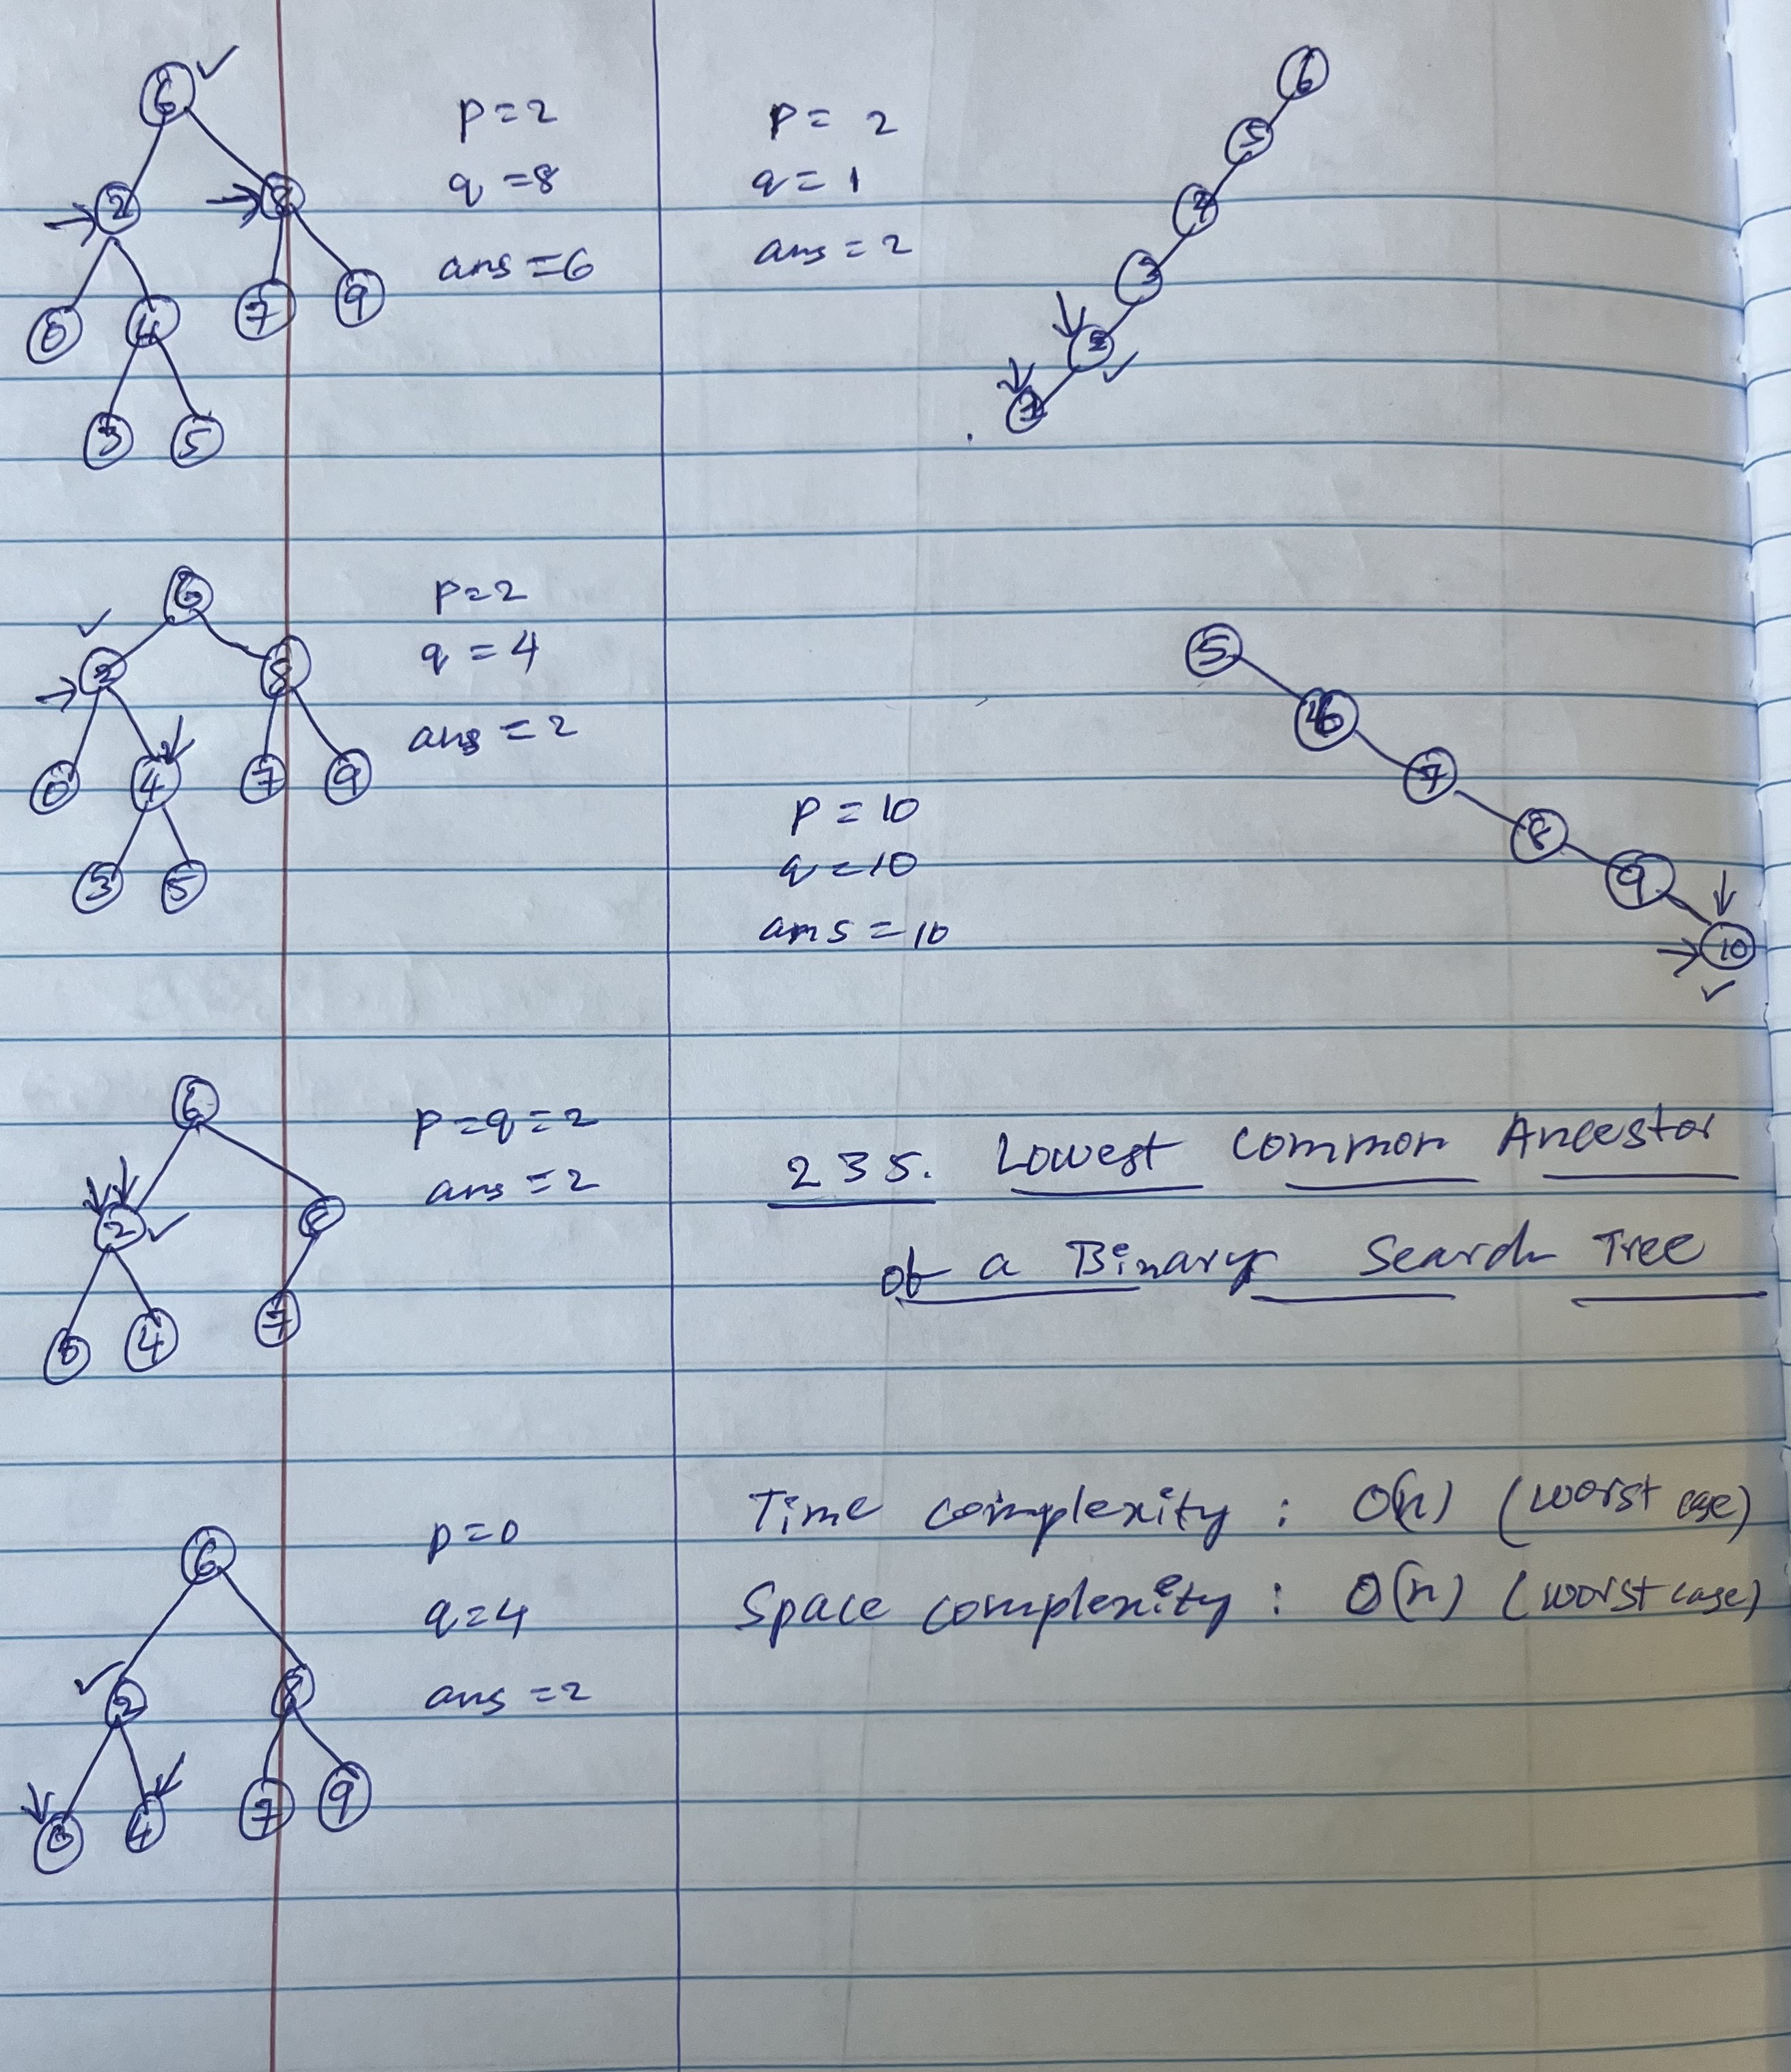 6
2 8
0 4 7 9
3 5
p=2
q=8
ans=6
6
2 8
0 4 7 9
3 5
p=2
q=4
ans=2
6
2 8
0 4 7
p=q=2
ans=2
6
2 8
0 4 7 9
p=0
q=4
ans=2
p= 2
q= 1
ans=2
6
5
4
3
2
1
5
6
7
8
9
10
p=10
q=10
ans=10
235. Lowest Common Ancestor
of a Binary Search Tree
Time complexity : O(n) (worst case)
Space complexity : O(n) (worst case)